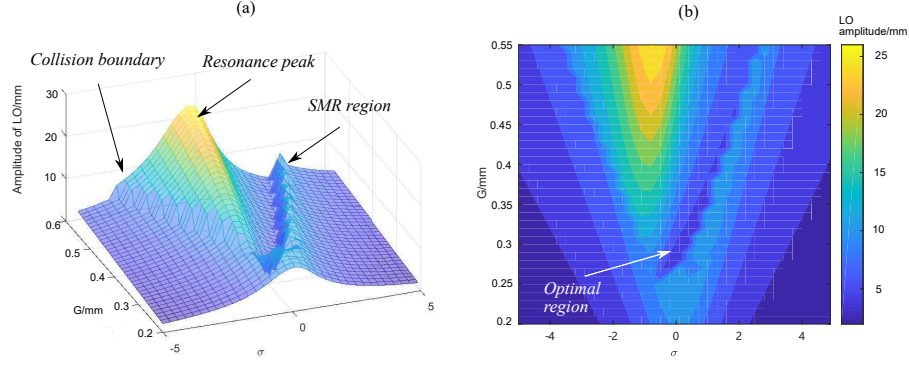 (a)
Collision boundary
Resonance peak
SMR region
Amplitude of LO/mm
30
20
10
0.6
0.5
0.4
0.3
0.2
G/mm
-5
0
5
σ
(b)
LO
amplitude/mm
G/mm
0.55
0.5
0.45
0.4
0.35
0.3
0.25
0.2
Optimal
region
-4
-2
0
2
4
σ
25
20
15
10
5